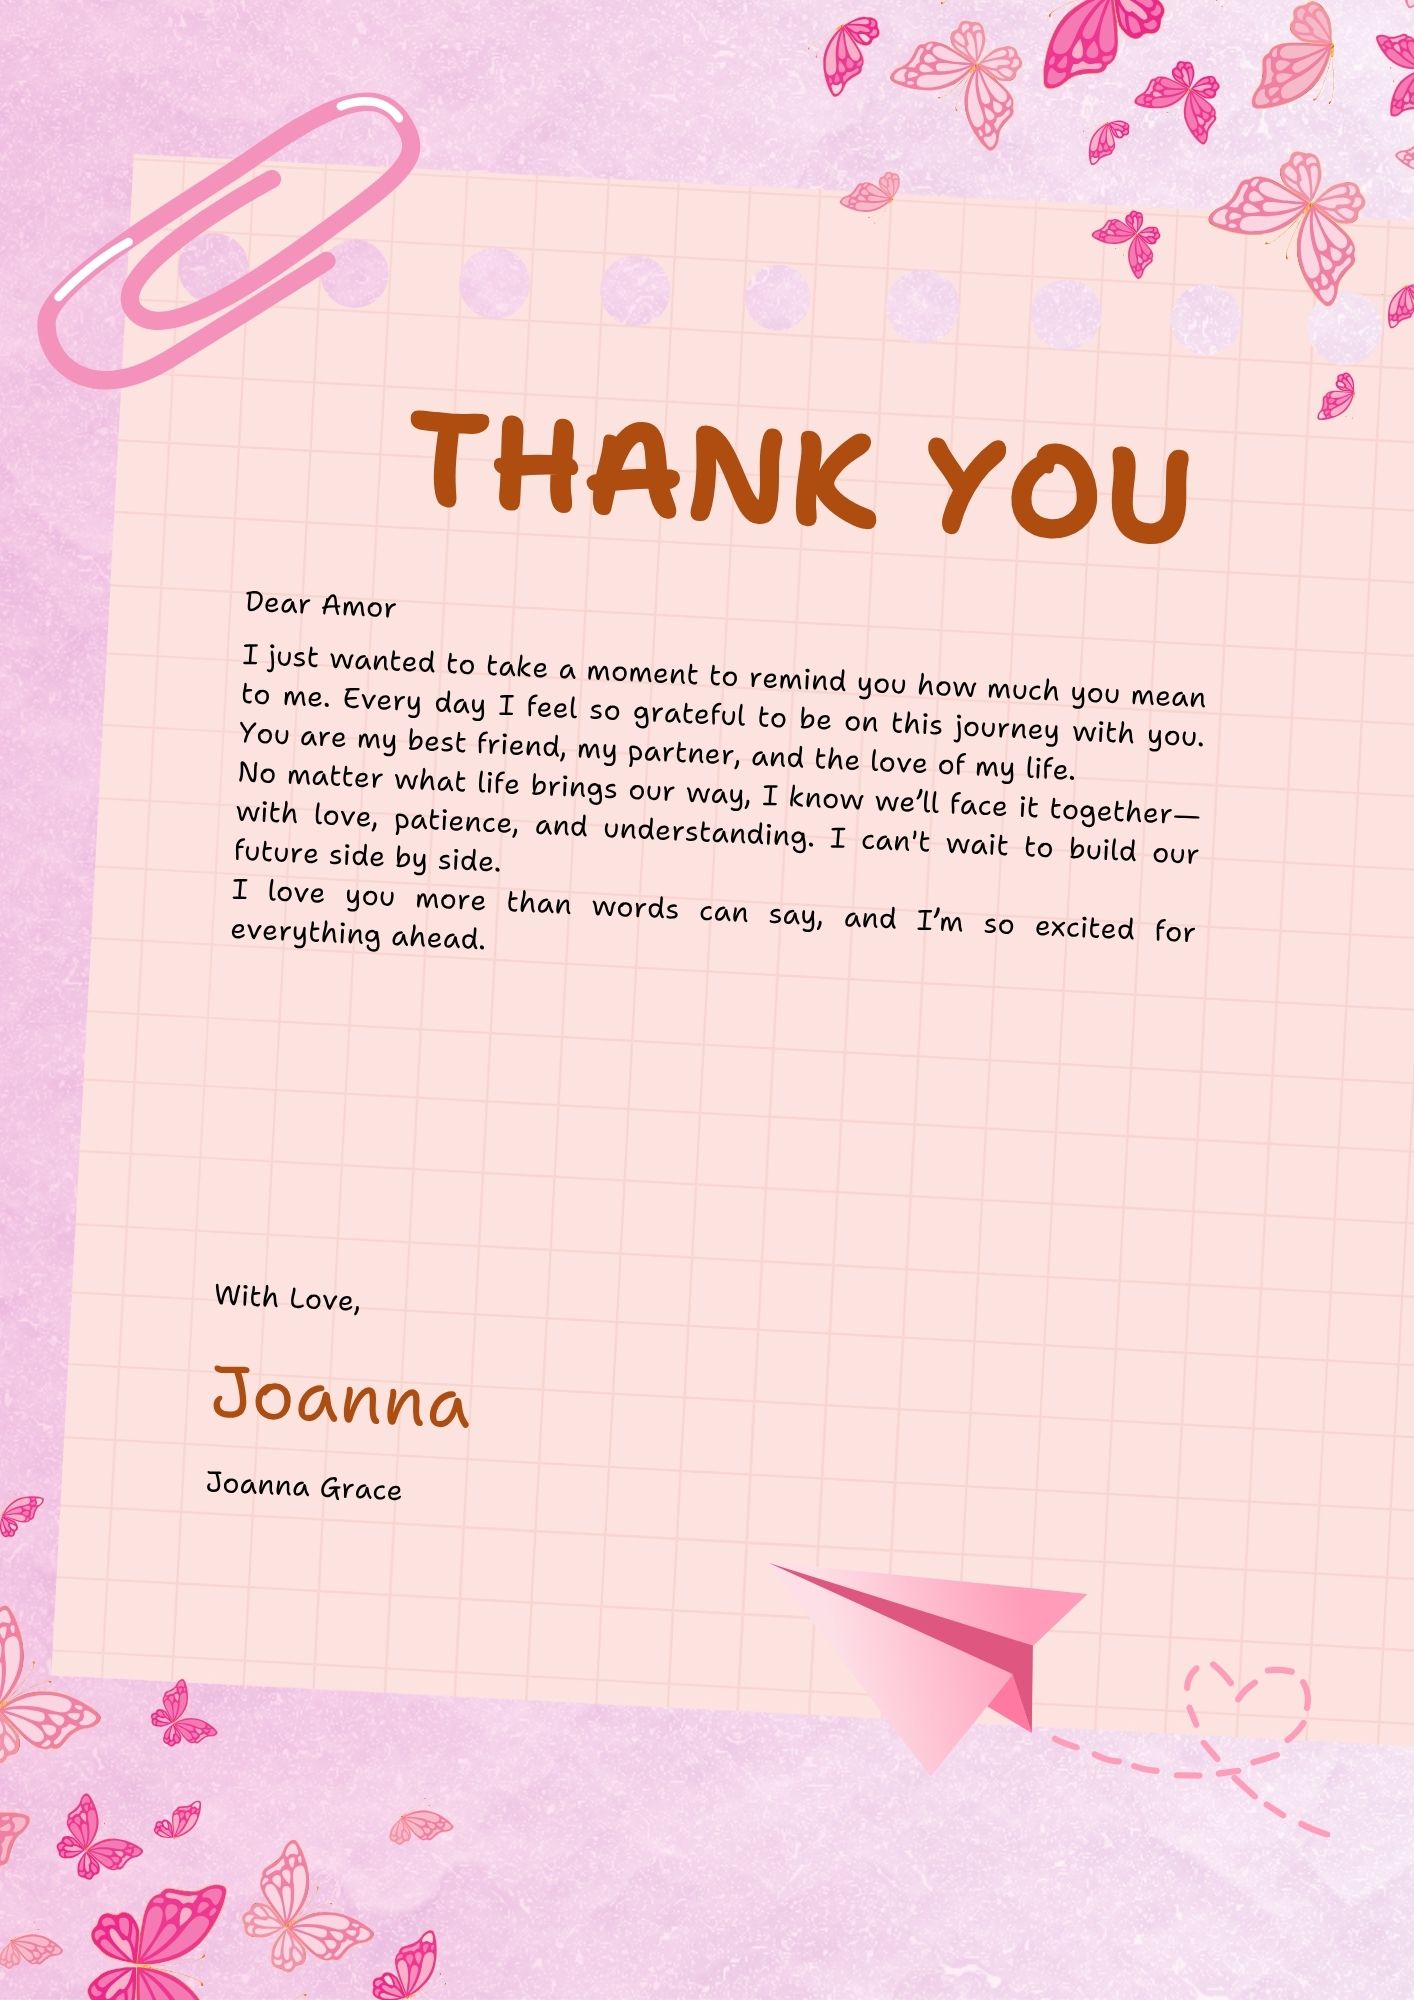 THANK YOU
Dear Amor
I just wanted to take a moment to remind you how much you mean
to me. Every day I feel so grateful to be on this journey with you.
You are my best friend, my partner, and the love of my life.
No matter what life brings our way, I know we’ll face it together—
with love, patience, and understanding. I can't wait to build our
future side by side.
I love you more than words can say, and I’m so excited for
everything ahead.
With Love,
Joanna
Joanna Grace